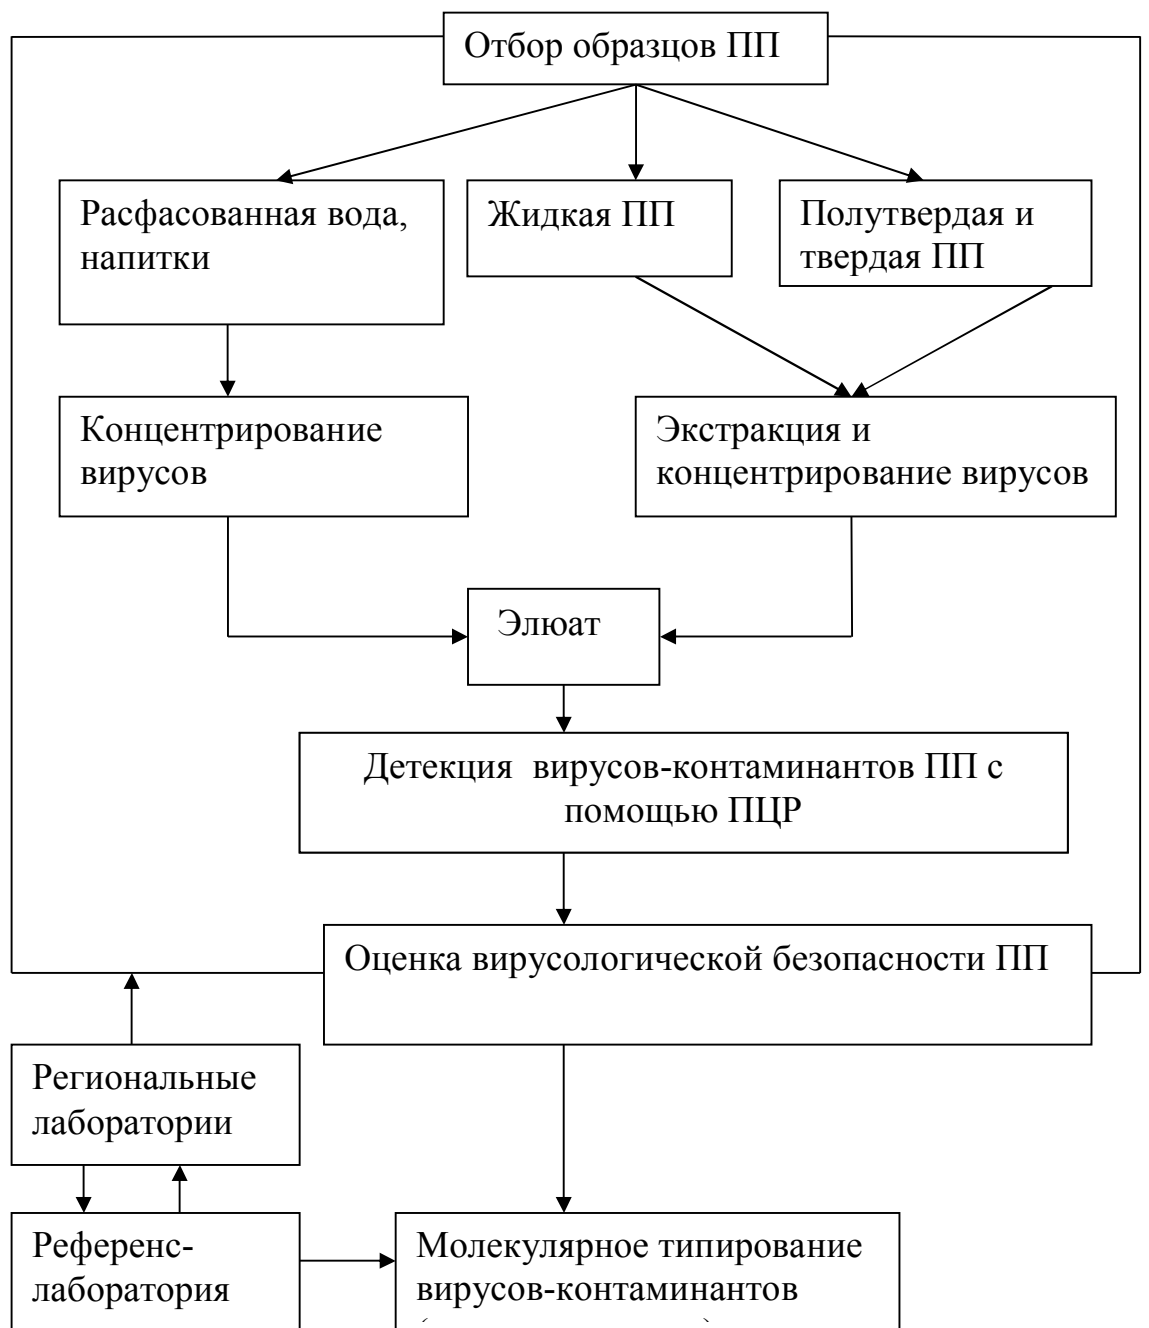 Отбор образцов ПП
Расфасованная вода,
напитки
Жидкая ПП
Полутвердая и
твердая ПП
Концентрирование
вирусов
Экстракция и
концентрирование вирусов
Элюат
Детекция  вирусов-контаминантов ПП с
помощью ПЦР
Оценка вирусологической безопасности ПП
Региональные
лаборатории
Референс-
лаборатория
Молекулярное типирование
вирусов-контаминантов